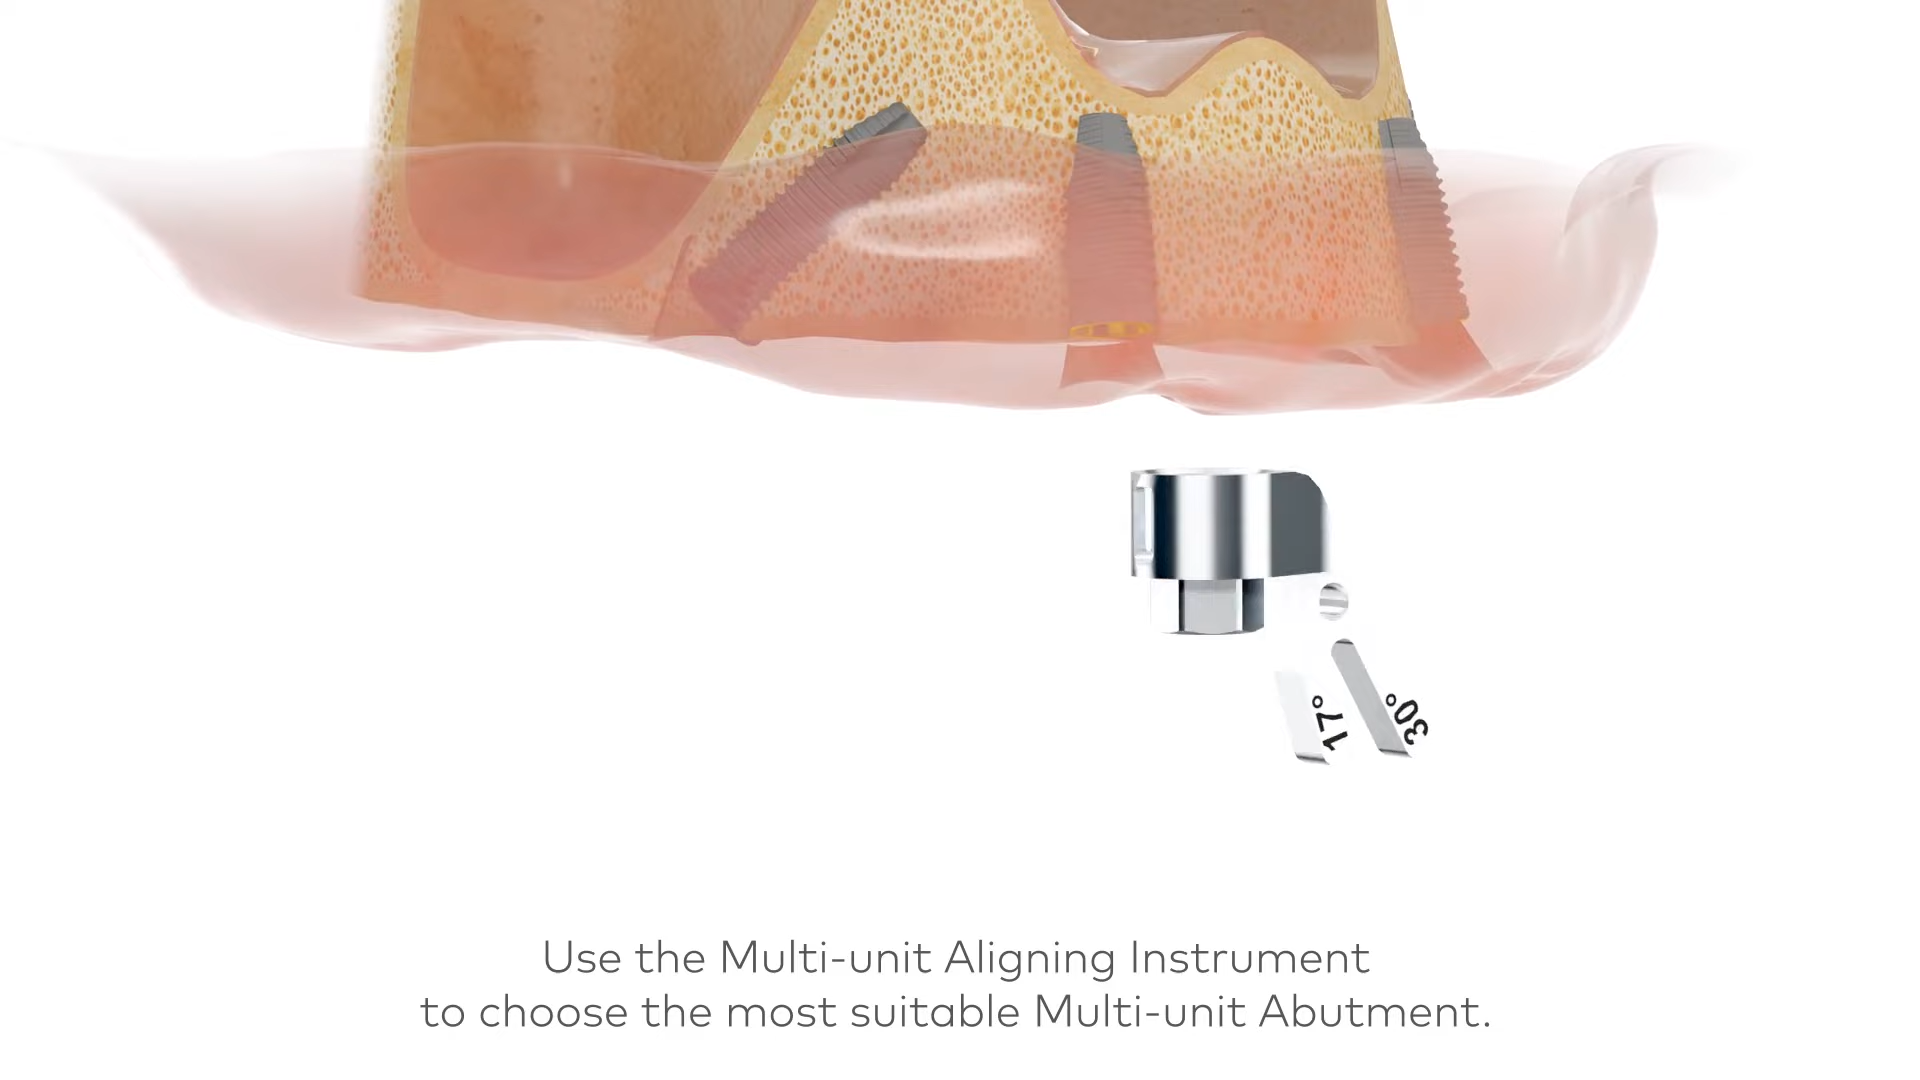 17°
30°
Use the Multi-unit Aligning Instrument
to choose the most suitable Multi-unit Abutment.